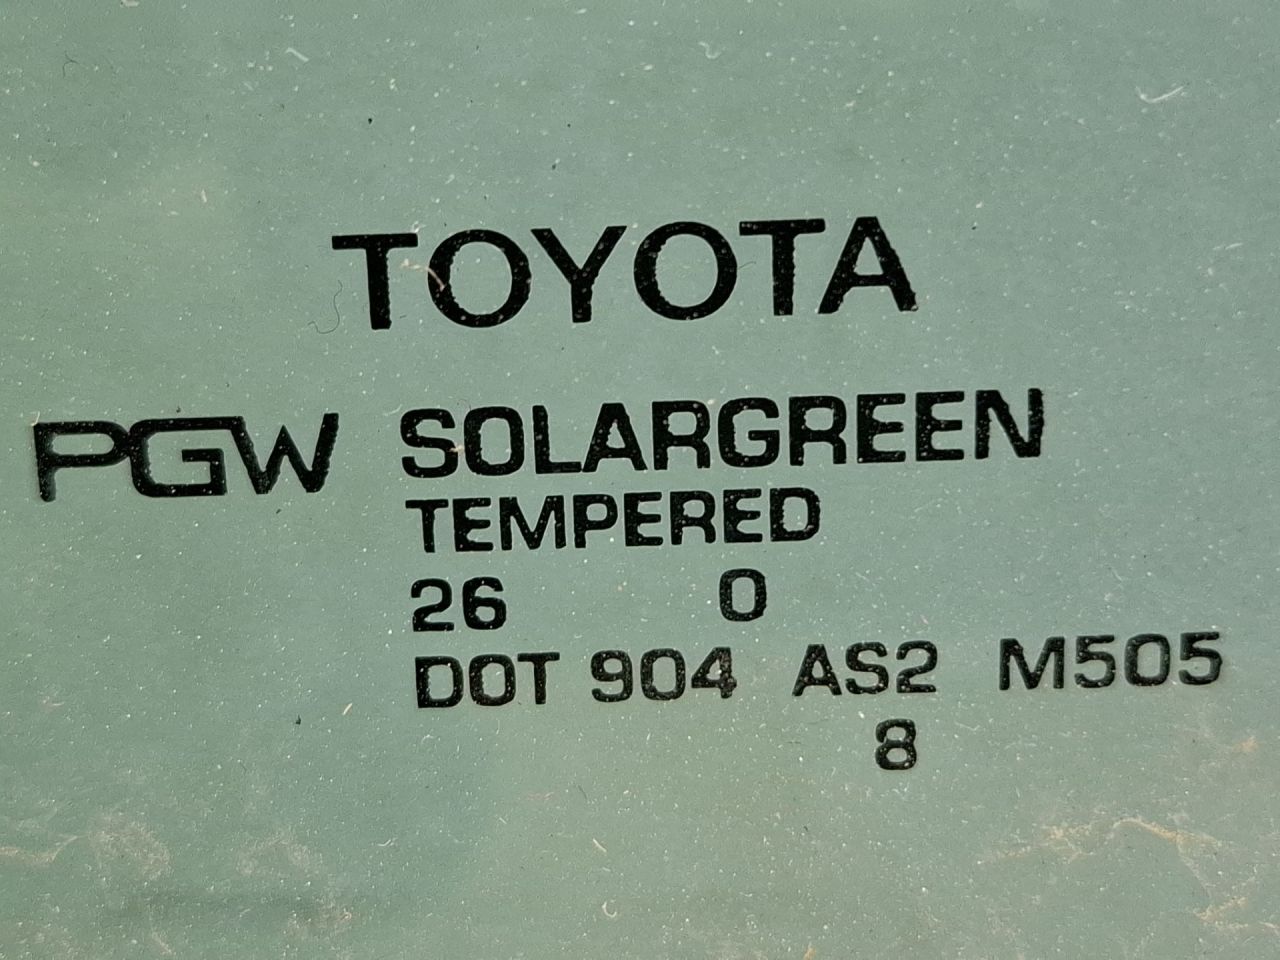 TOYOTA
PGW SOLARGREEN
TEMPERED
26 0
DOT 904 AS2 M505
8